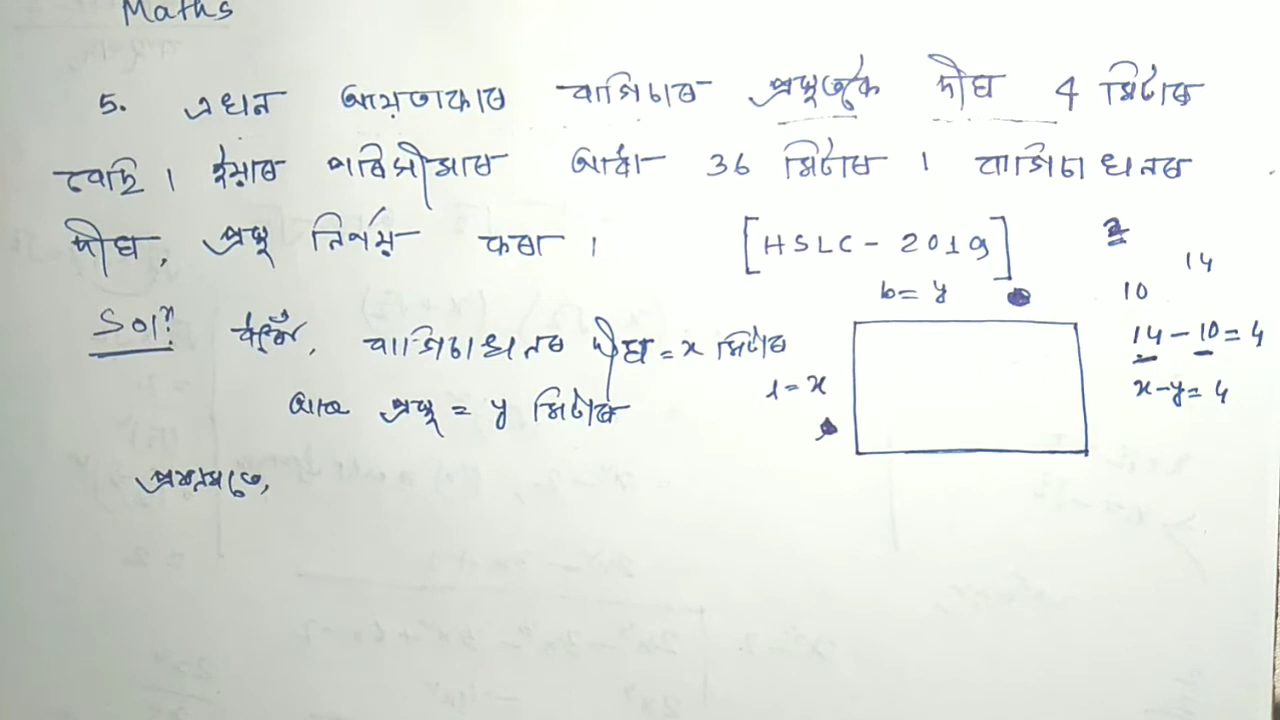 Maths
5. এখন আয়তাকাৰ বাগিচাৰ প্ৰস্থতকৈ দীঘ 4 মিটাৰ
বেছি । ইয়াৰ পৰিসীমাৰ আধা 36 মিটাৰ । বাগিচাখনৰ
দীঘ, প্ৰস্থ নিৰ্ণয় কৰা । [HSLC - 2019]
14
b = y 10
Solⁿ: ধৰোঁ, বাগিচাখনৰ দীঘ = x মিটাৰ 14 - 10 = 4
l = x x - y = 4
আৰু প্ৰস্থ = y মিটাৰ
প্ৰশ্নমতে,